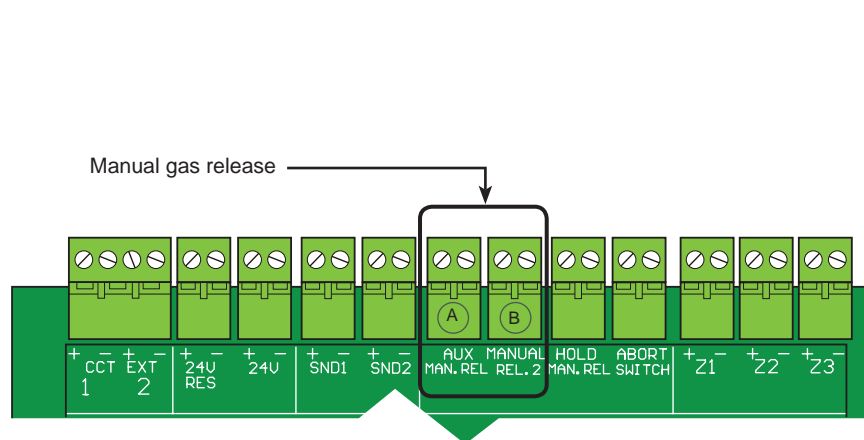 Manual gas release
A B
+ − + − + − + − + − + − AUX MANUAL HOLD ABORT + − + − + −
CCT EXT 24V 24V SND1 SND2 MAN.REL REL.2 MAN.REL SWITCH Z1 Z2 Z3
1 2 RES